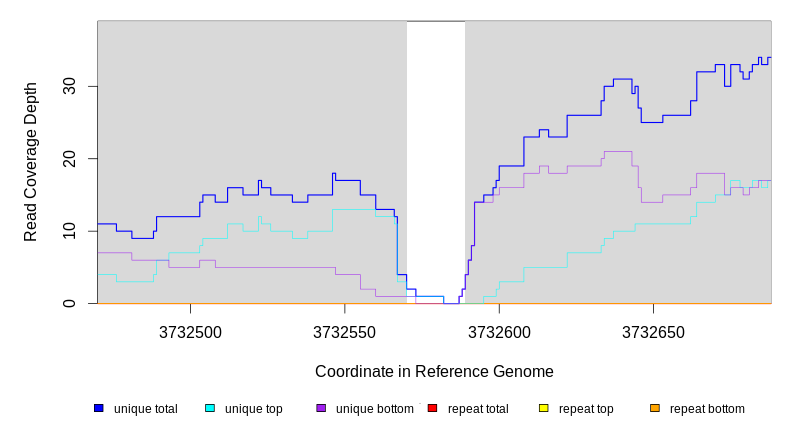 Read Coverage Depth
30
20
10
0
3732500 3732550 3732600 3732650
Coordinate in Reference Genome
unique total unique top unique bottom repeat total repeat top repeat bottom